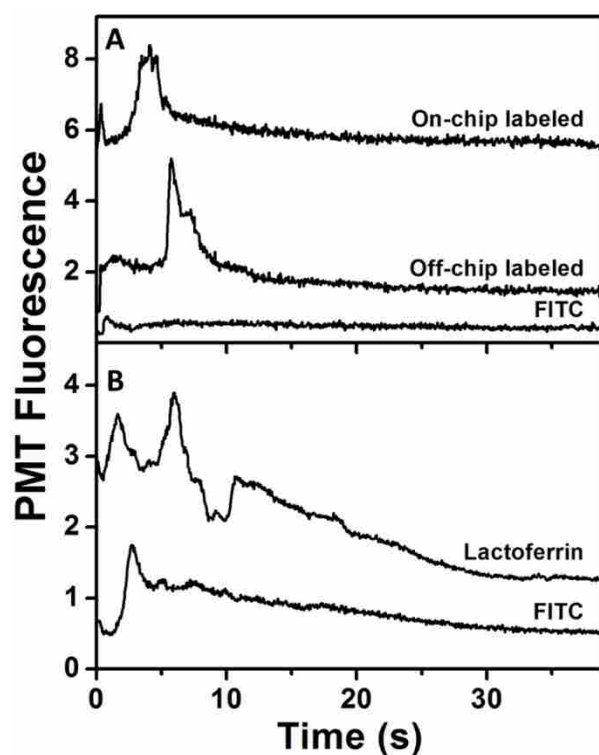 A
8
On-chip labeled
6
4
Off-chip labeled
2
FITC
B
4
3
Lactoferrin
2
FITC
1
0
0 10 20 30
Time (s)
PMT Fluorescence